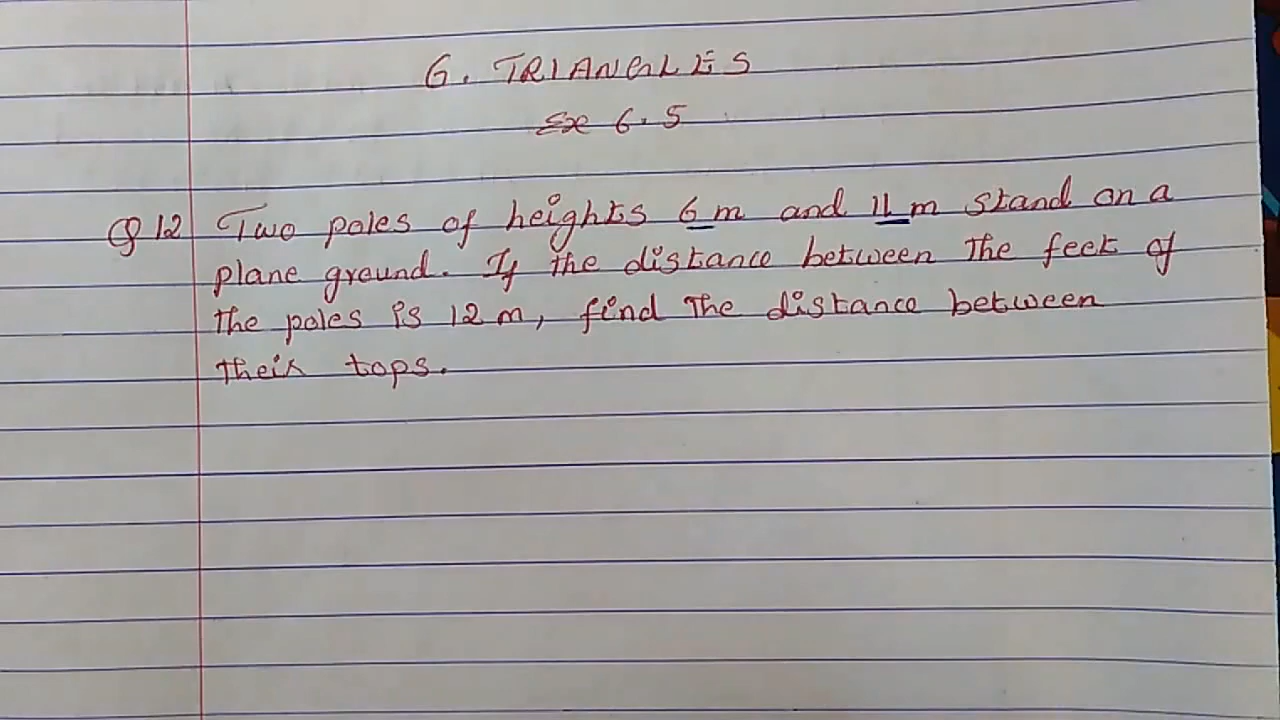 6. TRIANGLES
Ex 6.5
Q 12 Two poles of heights 6 m and 11 m stand on a
plane ground. If the distance between the feet of
the poles is 12 m, find the distance between
their tops.